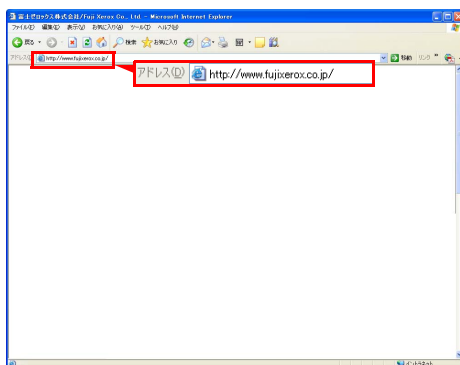 富士ゼロックス株式会社/Fuji Xerox Co., Ltd. - Microsoft Internet Explorer
ファイル(F) 編集(E) 表示(V) お気に入り(A) ツール(T) ヘルプ(H)
戻る 検索 お気に入り
アドレス(D) http://www.fujixerox.co.jp/ 移動 リンク
アドレス(D) http://www.fujixerox.co.jp/
イントラネット